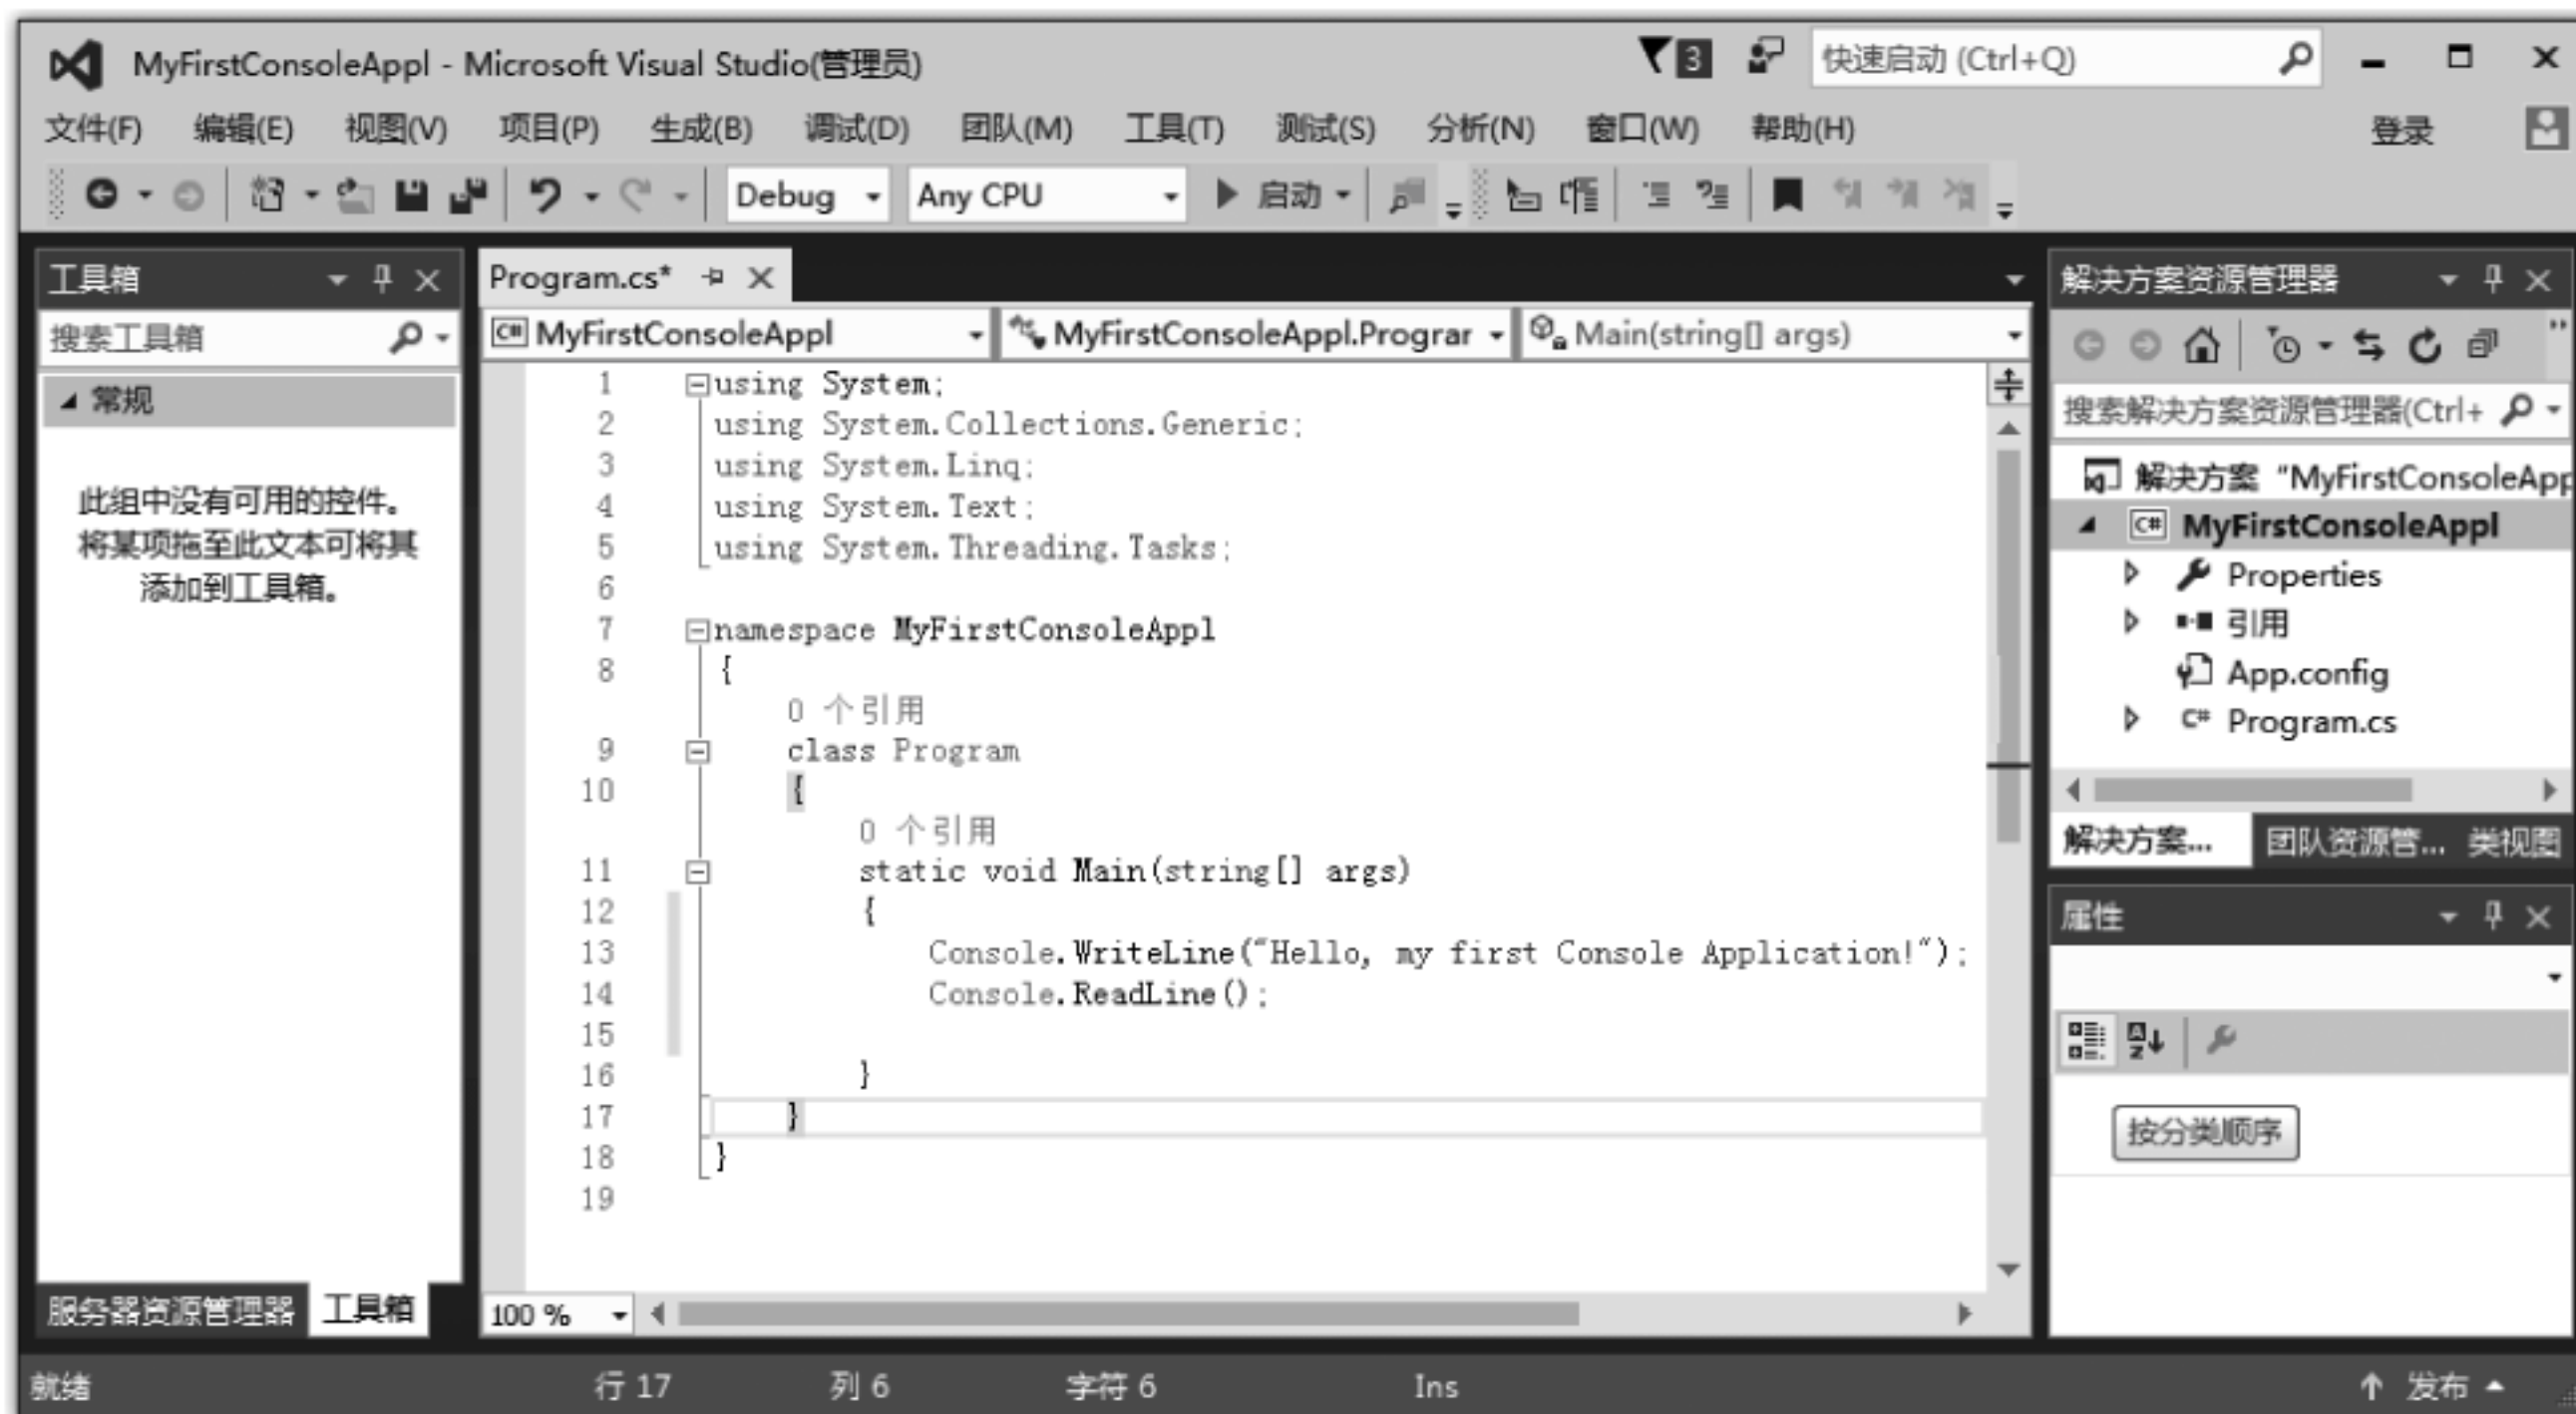 MyFirstConsoleAppl - Microsoft Visual Studio(管理员)
3
快速启动 (Ctrl+Q)
文件(F) 编辑(E) 视图(V) 项目(P) 生成(B) 调试(D) 团队(M) 工具(T) 测试(S) 分析(N) 窗口(W) 帮助(H) 登录
Debug Any CPU 启动
工具箱
搜索工具箱
常规
此组中没有可用的控件。
将某项拖至此文本可将其
添加到工具箱。
服务器资源管理器 工具箱
Program.cs*
C# MyFirstConsoleAppl MyFirstConsoleAppl.Prograr Main(string[] args)
1 using System;
2 using System.Collections.Generic;
3 using System.Linq;
4 using System.Text;
5 using System.Threading.Tasks;
6
7 namespace MyFirstConsoleAppl
8 {
0 个引用
9 class Program
10 {
0 个引用
11 static void Main(string[] args)
12 {
13 Console.WriteLine("Hello, my first Console Application!");
14 Console.ReadLine();
15
16 }
17 }
18 }
19
100 %
解决方案资源管理器
搜索解决方案资源管理器(Ctrl+
解决方案 “MyFirstConsoleApp
C# MyFirstConsoleAppl
Properties
引用
App.config
C# Program.cs
解决方案... 团队资源管... 类视图
属性
按分类顺序
就绪 行 17 列 6 字符 6 Ins 发布